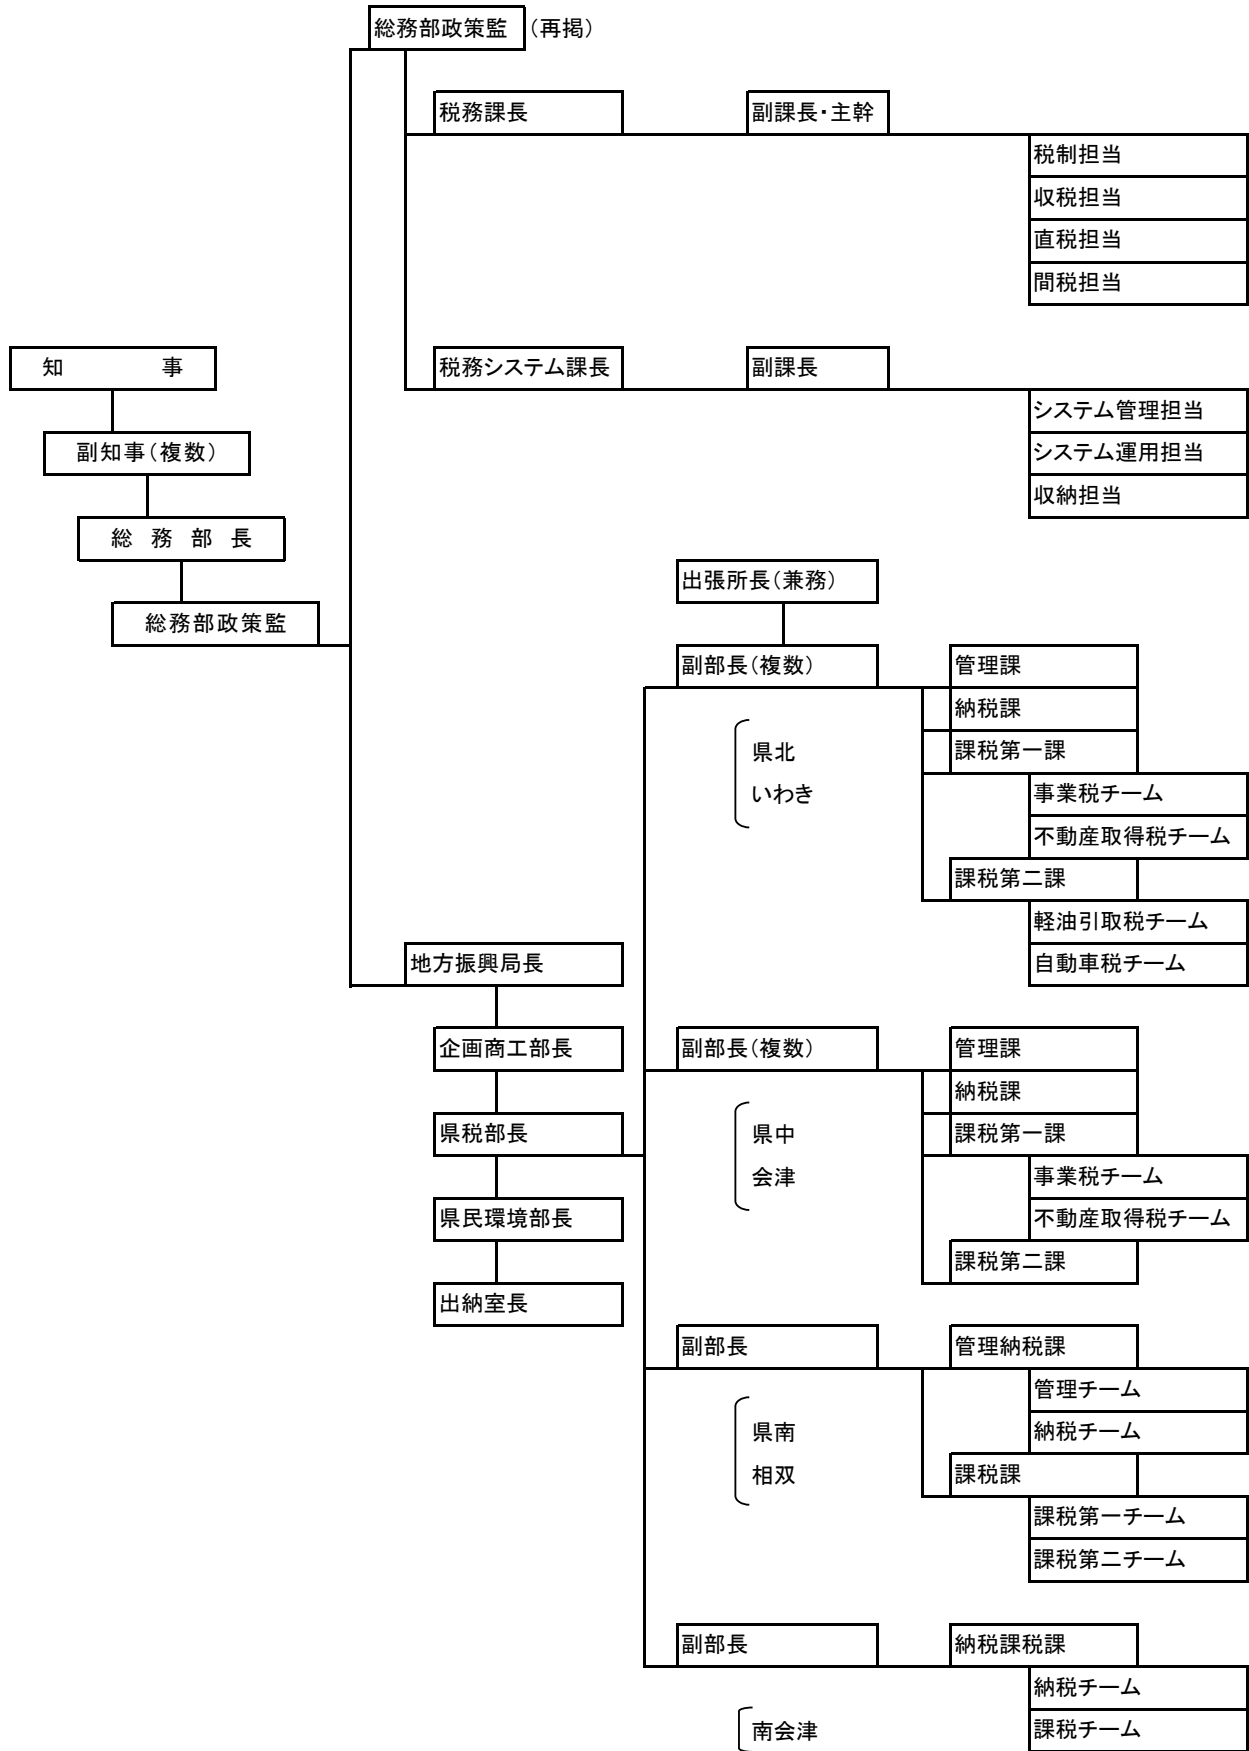 総務部政策監 (再掲)
税務課長
副課長・主幹
税制担当
収税担当
直税担当
間税担当
知　　　事
税務システム課長
副課長
システム管理担当
副知事(複数)
システム運用担当
収納担当
総 務 部 長
出張所長(兼務)
総務部政策監
副部長(複数)
管理課
納税課
県北
課税第一課
いわき
事業税チーム
不動産取得税チーム
課税第二課
軽油引取税チーム
地方振興局長
自動車税チーム
企画商工部長
副部長(複数)
管理課
納税課
県税部長
県中
課税第一課
会津
事業税チーム
県民環境部長
不動産取得税チーム
課税第二課
出納室長
副部長
管理納税課
管理チーム
県南
納税チーム
相双
課税課
課税第一チーム
課税第二チーム
副部長
納税課税課
納税チーム
南会津
課税チーム